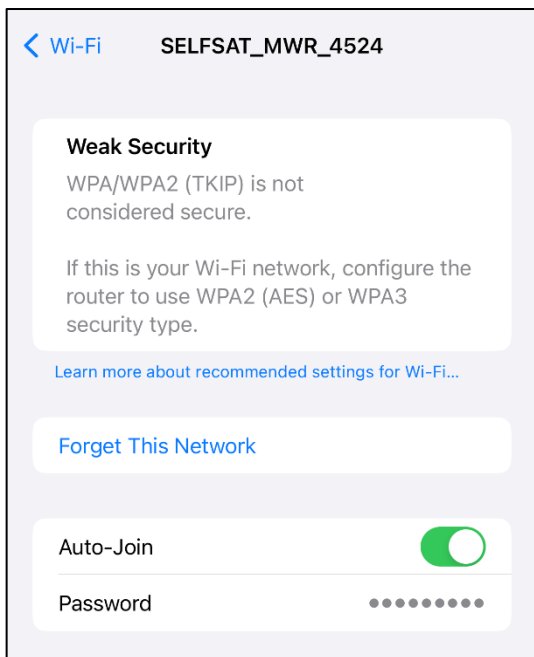 Wi-Fi SELFSAT_MWR_4524
Weak Security
WPA/WPA2 (TKIP) is not
considered secure.
If this is your Wi-Fi network, configure the
router to use WPA2 (AES) or WPA3
security type.
Learn more about recommended settings for Wi-Fi...
Forget This Network
Auto-Join
Password ●●●●●●●●●